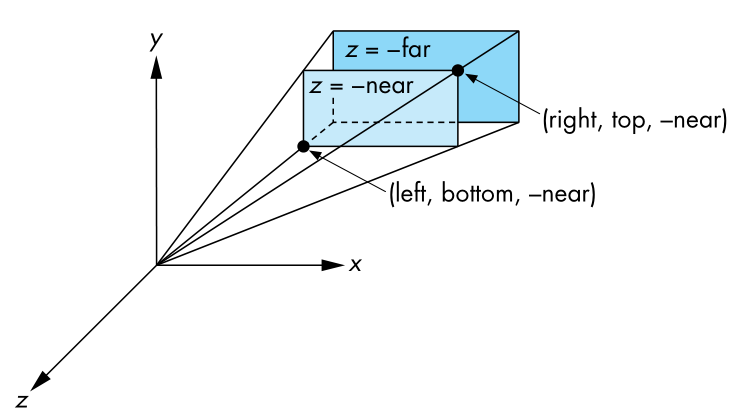 y
z = –far
z = –near
(right, top, –near)
(left, bottom, –near)
x
z